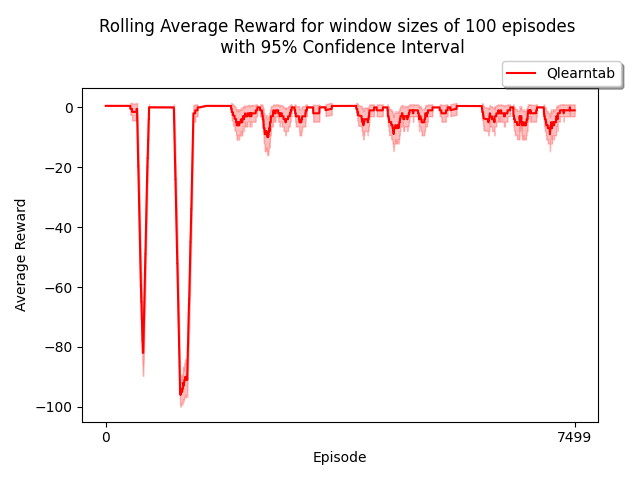 Rolling Average Reward for window sizes of 100 episodes
with 95% Confidence Interval
Qlearntab
Average Reward
0
−20
−40
−60
−80
−100
0
7499
Episode